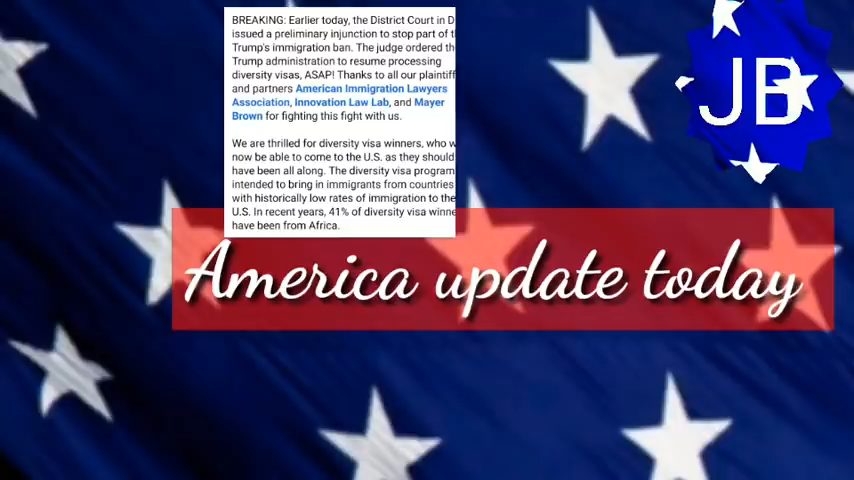 BREAKING: Earlier today, the District Court in D
issued a preliminary injunction to stop part of
Trump's immigration ban. The judge ordered the
Trump administration to resume processing
diversity visas, ASAP! Thanks to all our plaintiff
and partners American Immigration Lawyers
Association, Innovation Law Lab, and Mayer
Brown for fighting this fight with us.
We are thrilled for diversity visa winners, who
now be able to come to the U.S. as they should
have been all along. The diversity visa program
intended to bring in immigrants from countries
with historically low rates of immigration to the
U.S. In recent years, 41% of diversity visa winne
have been from Africa.
JB
America update today